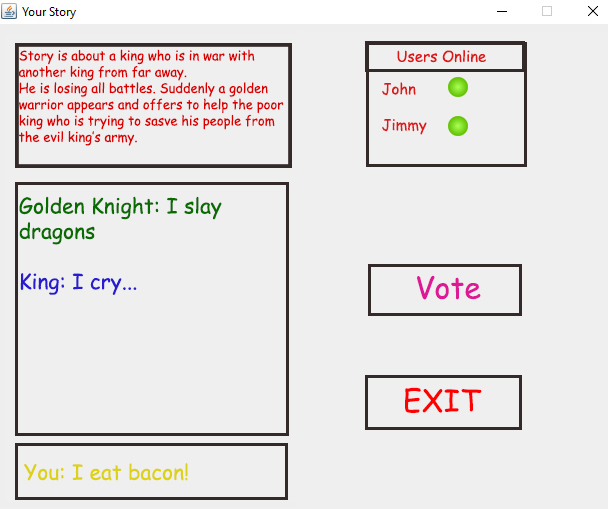 Your Story
Story is about a king who is in war with
another king from far away.
He is losing all battles. Suddenly a golden
warrior appears and offers to help the poor
king who is trying to sasve his people from
the evil king's army.
Users Online
John
Jimmy
Golden Knight: I slay
dragons
King: I cry...
Vote
EXIT
You: I eat bacon!